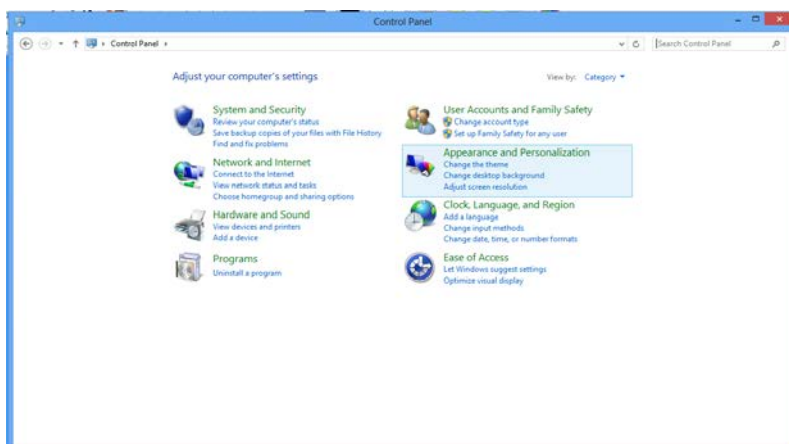 Control Panel
Control Panel
Search Control Panel
Adjust your computer's settings
View by: Category
System and Security
Review your computer's status
Save backup copies of your files with File History
Find and fix problems
Network and Internet
Connect to the Internet
View network status and tasks
Choose homegroup and sharing options
Hardware and Sound
View devices and printers
Add a device
Programs
Uninstall a program
User Accounts and Family Safety
Change account type
Set up Family Safety for any user
Appearance and Personalization
Change the theme
Change desktop background
Adjust screen resolution
Clock, Language, and Region
Add a language
Change input methods
Change date, time, or number formats
Ease of Access
Let Windows suggest settings
Optimize visual display